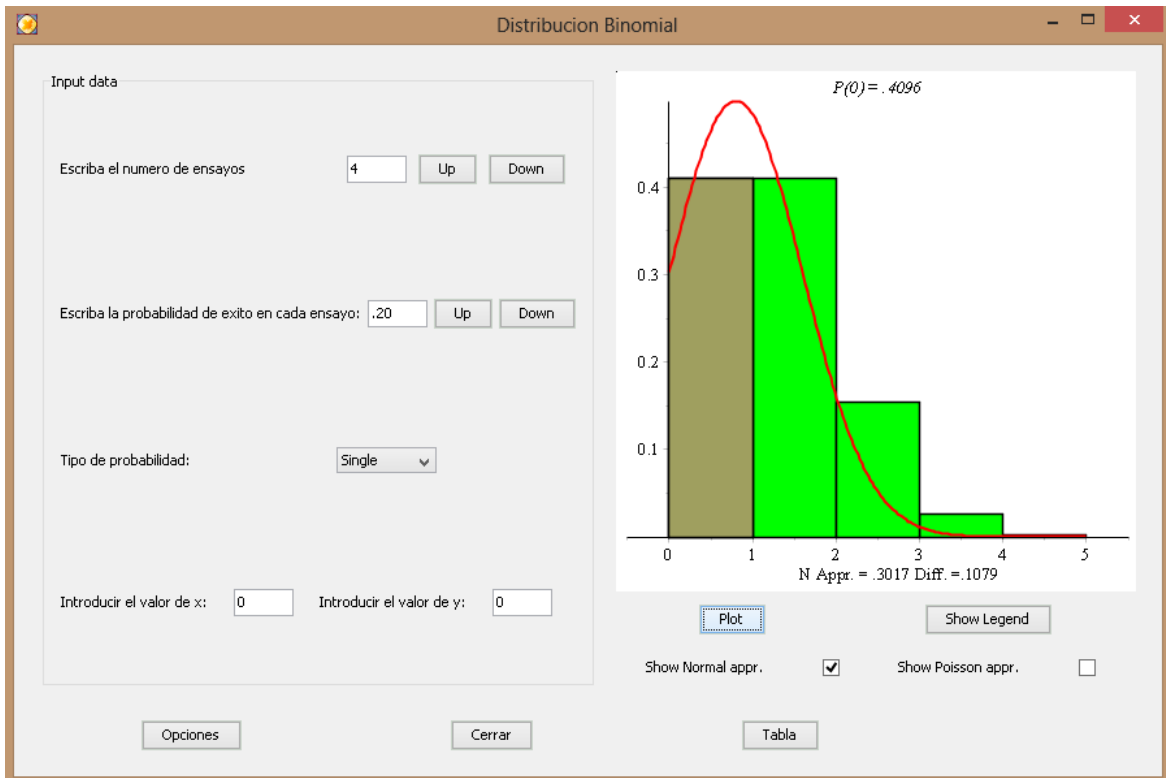 Distribucion Binomial
Input data
Escriba el numero de ensayos 4 Up Down
Escriba la probabilidad de exito en cada ensayo: .20 Up Down
Tipo de probabilidad: Single
Introducir el valor de x: 0 Introducir el valor de y: 0
P(0) = .4096
0.4
0.3
0.2
0.1
0 1 2 3 4 5
N Appr. = .3017 Diff. =.1079
Plot Show Legend
Show Normal appr. Show Poisson appr.
Opciones Cerrar Tabla